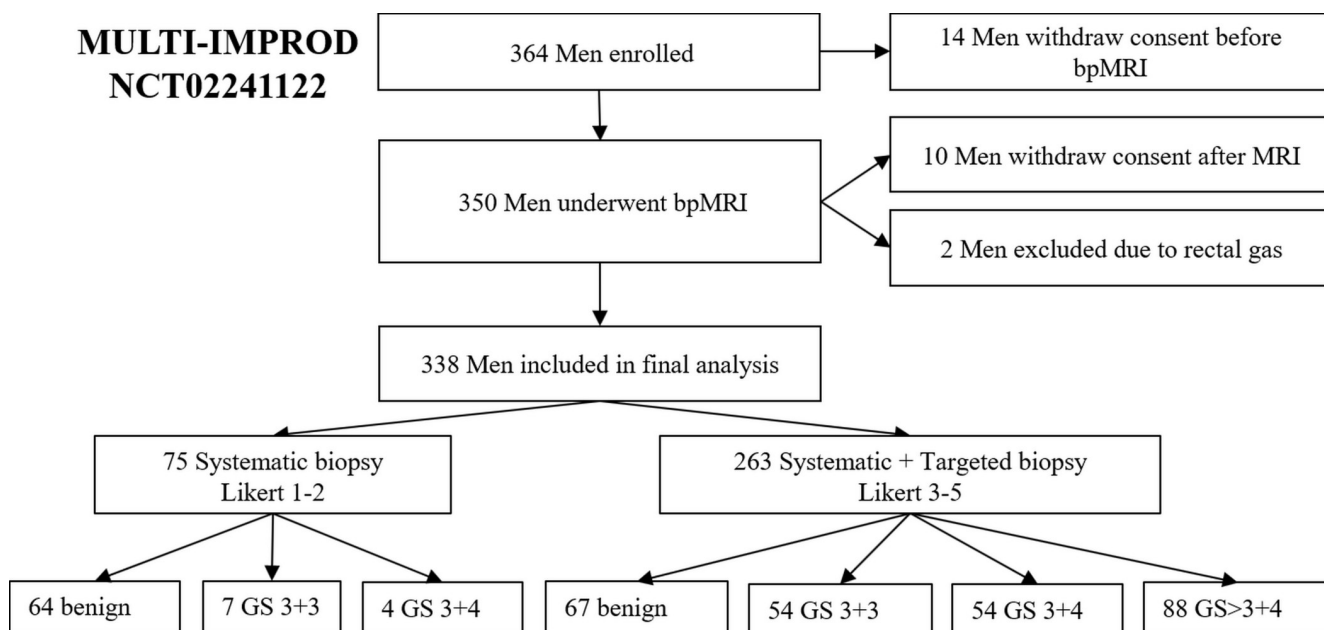 MULTI-IMPROD
NCT02241122
364 Men enrolled
14 Men withdraw consent before
bpMRI
350 Men underwent bpMRI
10 Men withdraw consent after MRI
2 Men excluded due to rectal gas
338 Men included in final analysis
75 Systematic biopsy
Likert 1-2
263 Systematic + Targeted biopsy
Likert 3-5
64 benign
7 GS 3+3
4 GS 3+4
67 benign
54 GS 3+3
54 GS 3+4
88 GS>3+4